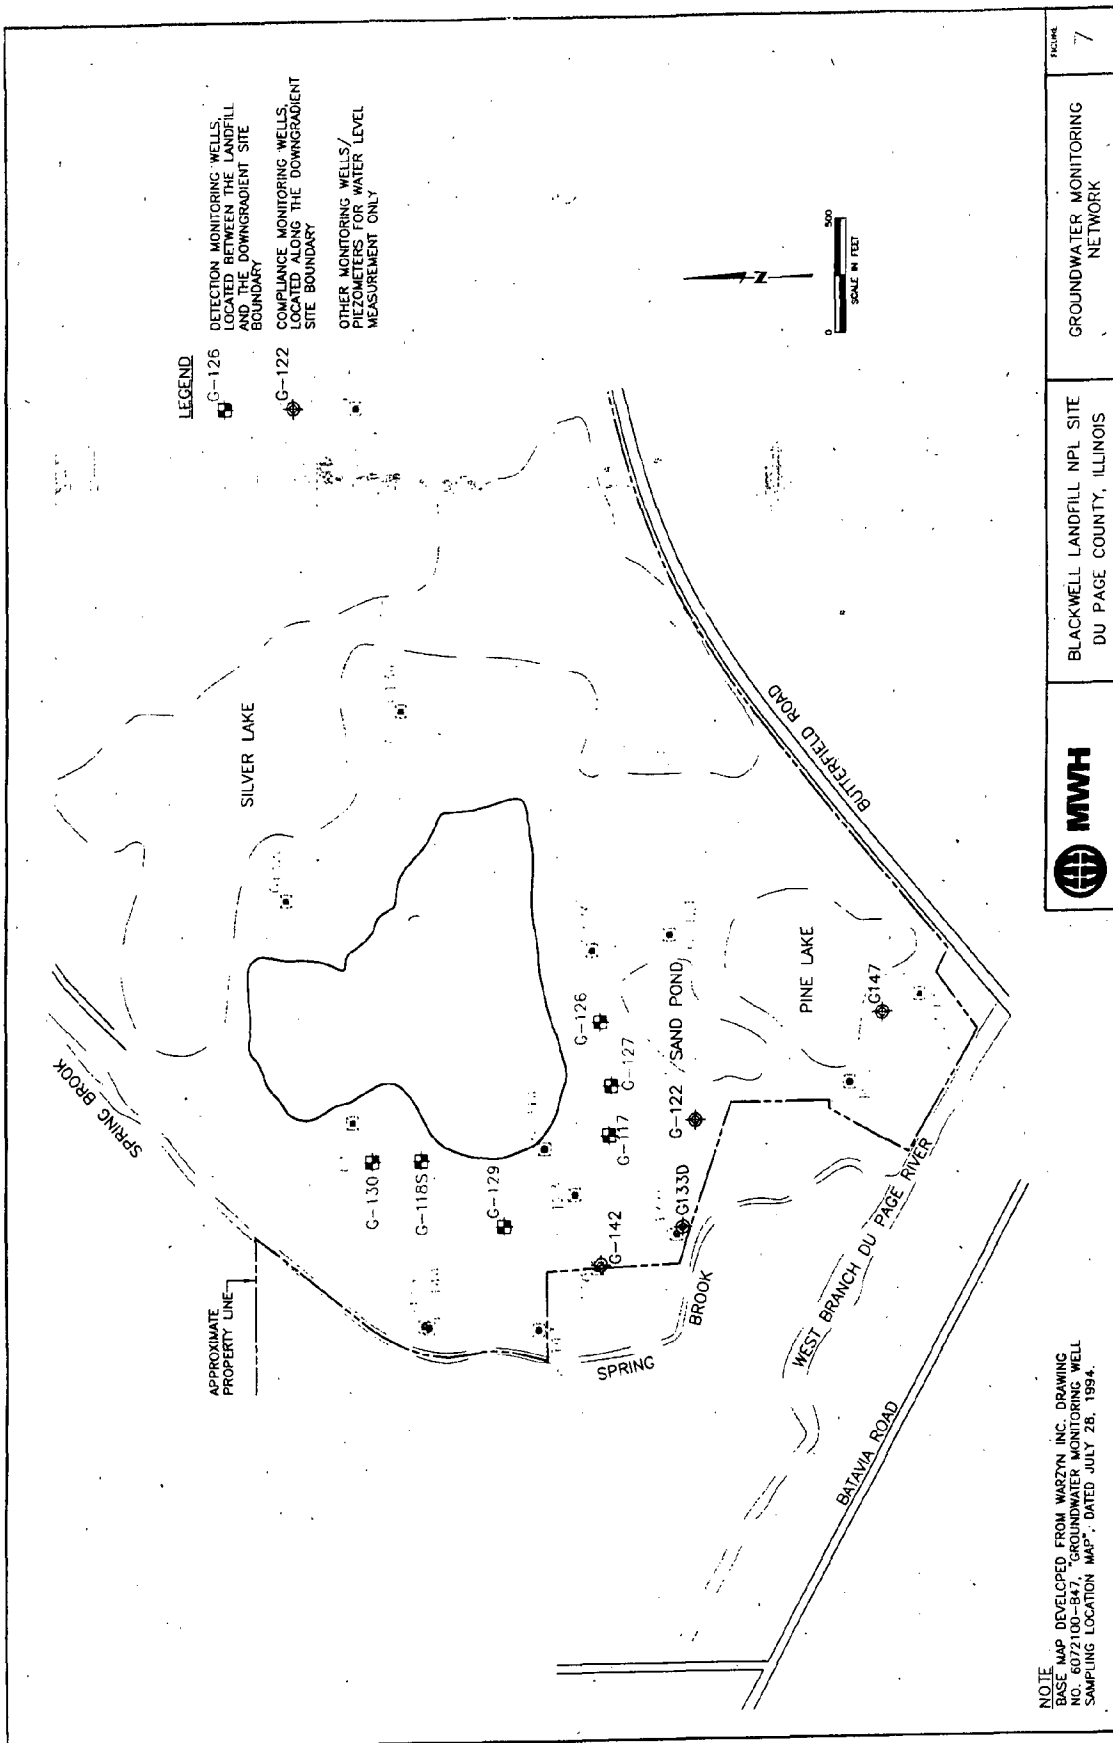 LEGEND
G-126
DETECTION MONITORING WELLS,
LOCATED BETWEEN THE LANDFILL
AND THE DOWNGRADIENT SITE
BOUNDARY
G-122
COMPLIANCE MONITORING WELLS,
LOCATED ALONG THE DOWNGRADIENT
SITE BOUNDARY
OTHER MONITORING WELLS/
PIEZOMETERS FOR WATER LEVEL
MEASUREMENT ONLY
APPROXIMATE
PROPERTY LINE
SPRING BROOK
SILVER LAKE
G-130
G-118S
G-129
G-142
G133D
G-117
G-127
G-126
G-122
SAND POND
PINE LAKE
G147
SPRING
BROOK
WEST BRANCH DU PAGE RIVER
BATAVIA ROAD
BUTTERFIELD ROAD
N
0
500
SCALE IN FEET
NOTE
BASE MAP DEVELOPED FROM WARZYN INC. DRAWING
NO. 6072100-B47, "GROUNDWATER MONITORING WELL
SAMPLING LOCATION MAP", DATED JULY 28, 1994.
MWH
BLACKWELL LANDFILL NPL SITE
DU PAGE COUNTY, ILLINOIS
GROUNDWATER MONITORING
NETWORK
FIGURE
7